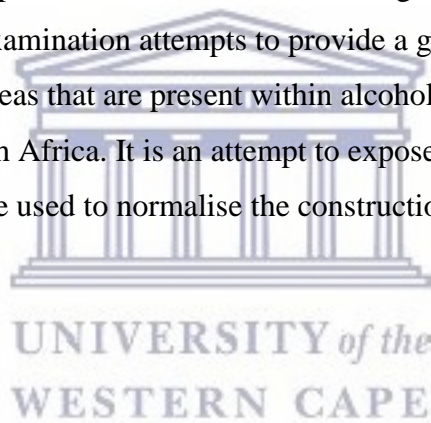 xamination attempts to provide a g
eas that are present within alcohol
n Africa. It is an attempt to expose
e used to normalise the constructio
UNIVERSITY of the
WESTERN CAPE